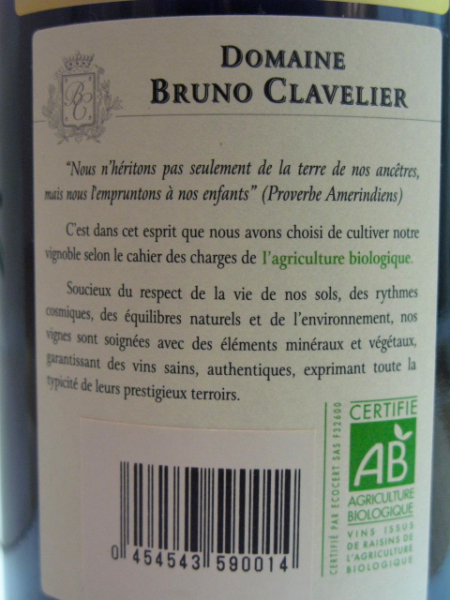 DOMAINE
BRUNO CLAVELIER
BC
"Nous n'héritons pas seulement de la terre de nos ancêtres,
mais nous l'empruntons à nos enfants" (Proverbe Amerindiens)
C'est dans cet esprit que nous avons choisi de cultiver notre
vignoble selon le cahier des charges de l'agriculture biologique.
Soucieux du respect de la vie de nos sols, des rythmes
cosmiques, des équilibres naturels et de l'environnement, nos
vignes sont soignées avec des éléments minéraux et végétaux,
garantissant des vins sains, authentiques, exprimant toute la
typicité de leurs prestigieux terroirs.
CERTIFIÉ PAR ECOCERT SAS F32600
CERTIFIÉ
AB
AGRICULTURE
BIOLOGIQUE
VINS ISSUS
DE RAISINS DE
L'AGRICULTURE
BIOLOGIQUE
0 454543 590014